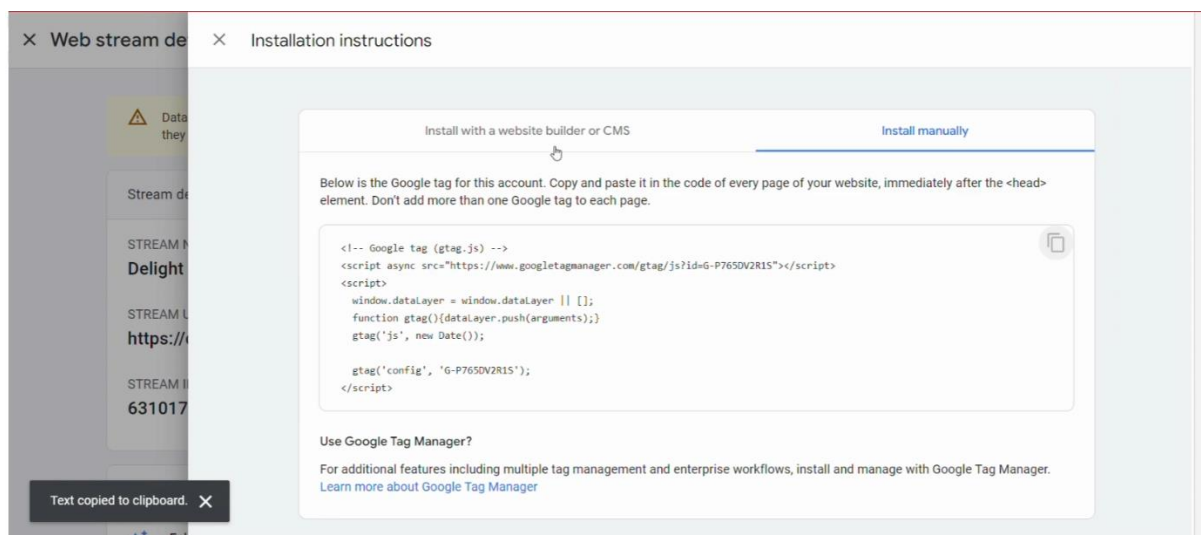 Web stream de
Installation instructions
Data
they
Stream de
STREAM N
Delight
STREAM U
https://
STREAM I
631017
Install with a website builder or CMS
Install manually
Below is the Google tag for this account. Copy and paste it in the code of every page of your website, immediately after the <head>
element. Don't add more than one Google tag to each page.
<!-- Google tag (gtag.js) -->
<script async src="https://www.googletagmanager.com/gtag/js?id=G-P765DV2R1S"></script>
<script>
window.dataLayer = window.dataLayer || [];
function gtag(){dataLayer.push(arguments);}
gtag('js', new Date());
gtag('config', 'G-P765DV2R1S');
</script>
Use Google Tag Manager?
For additional features including multiple tag management and enterprise workflows, install and manage with Google Tag Manager.
Learn more about Google Tag Manager
Text copied to clipboard.